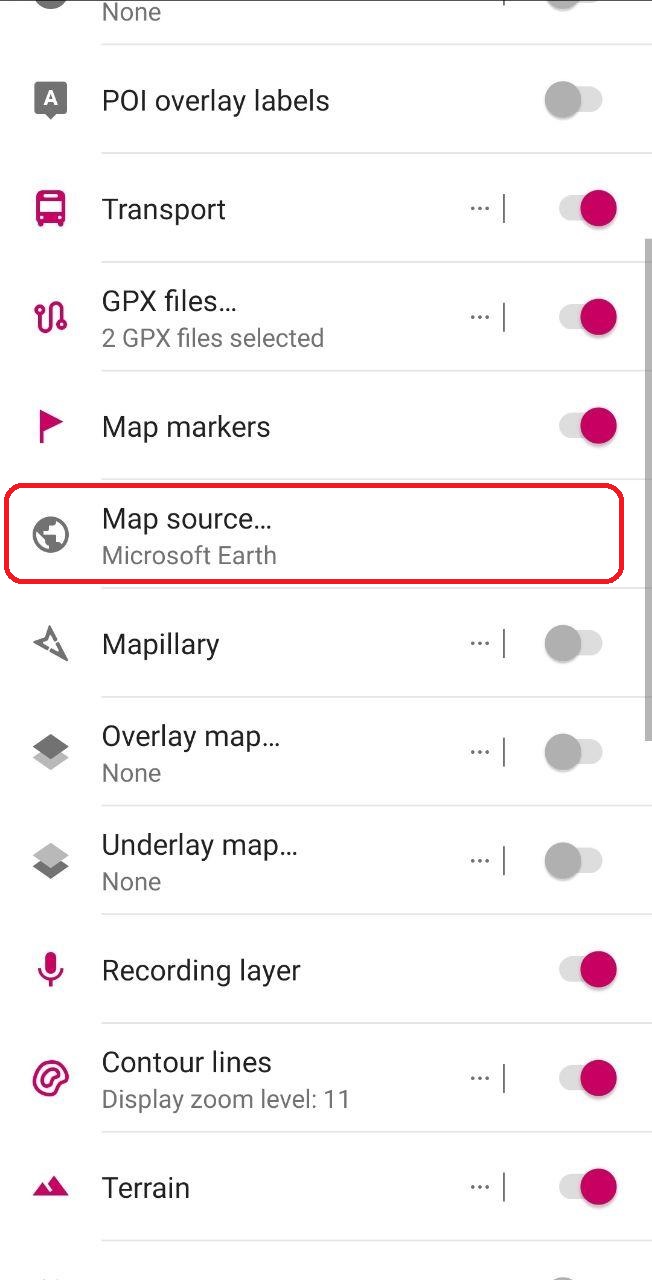 None
A
POI overlay labels
Transport
GPX files...
2 GPX files selected
Map markers
Map source...
Microsoft Earth
Mapillary
Overlay map...
None
Underlay map...
None
Recording layer
Contour lines
Display zoom level: 11
Terrain